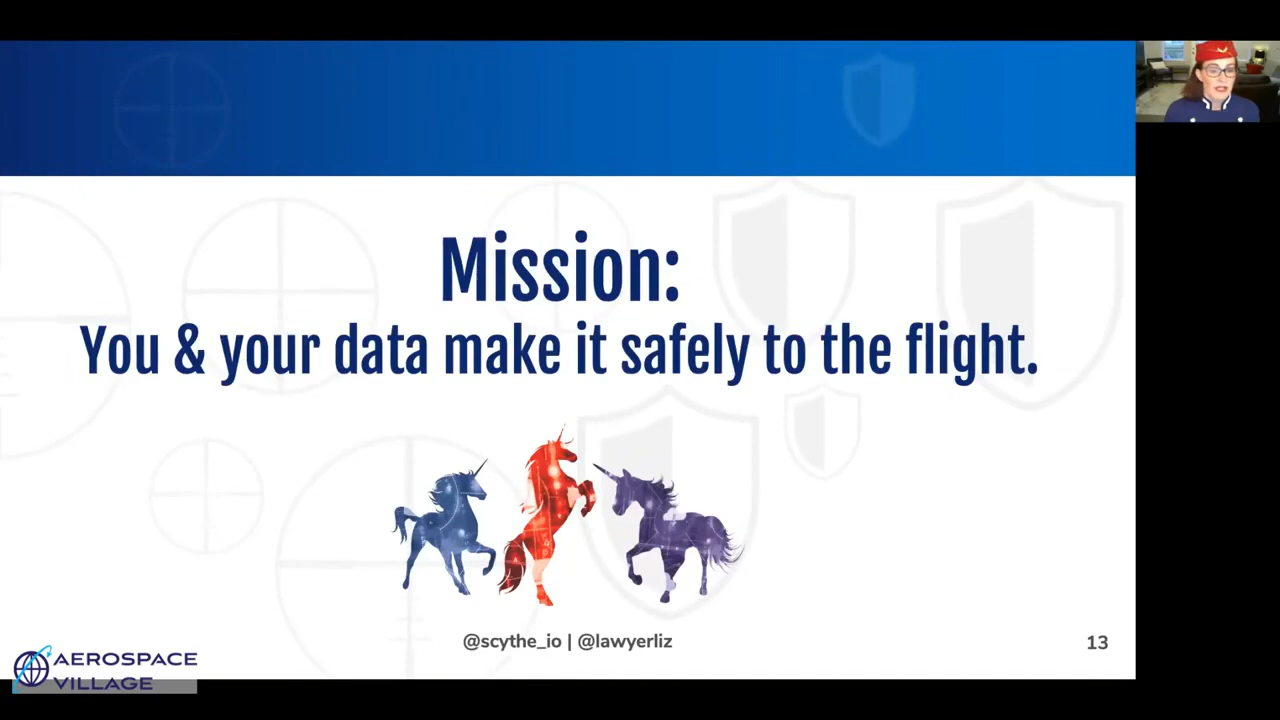 Mission:
You & your data make it safely to the flight.
@scythe_io | @lawyerliz
13
AEROSPACE
VILLAGE